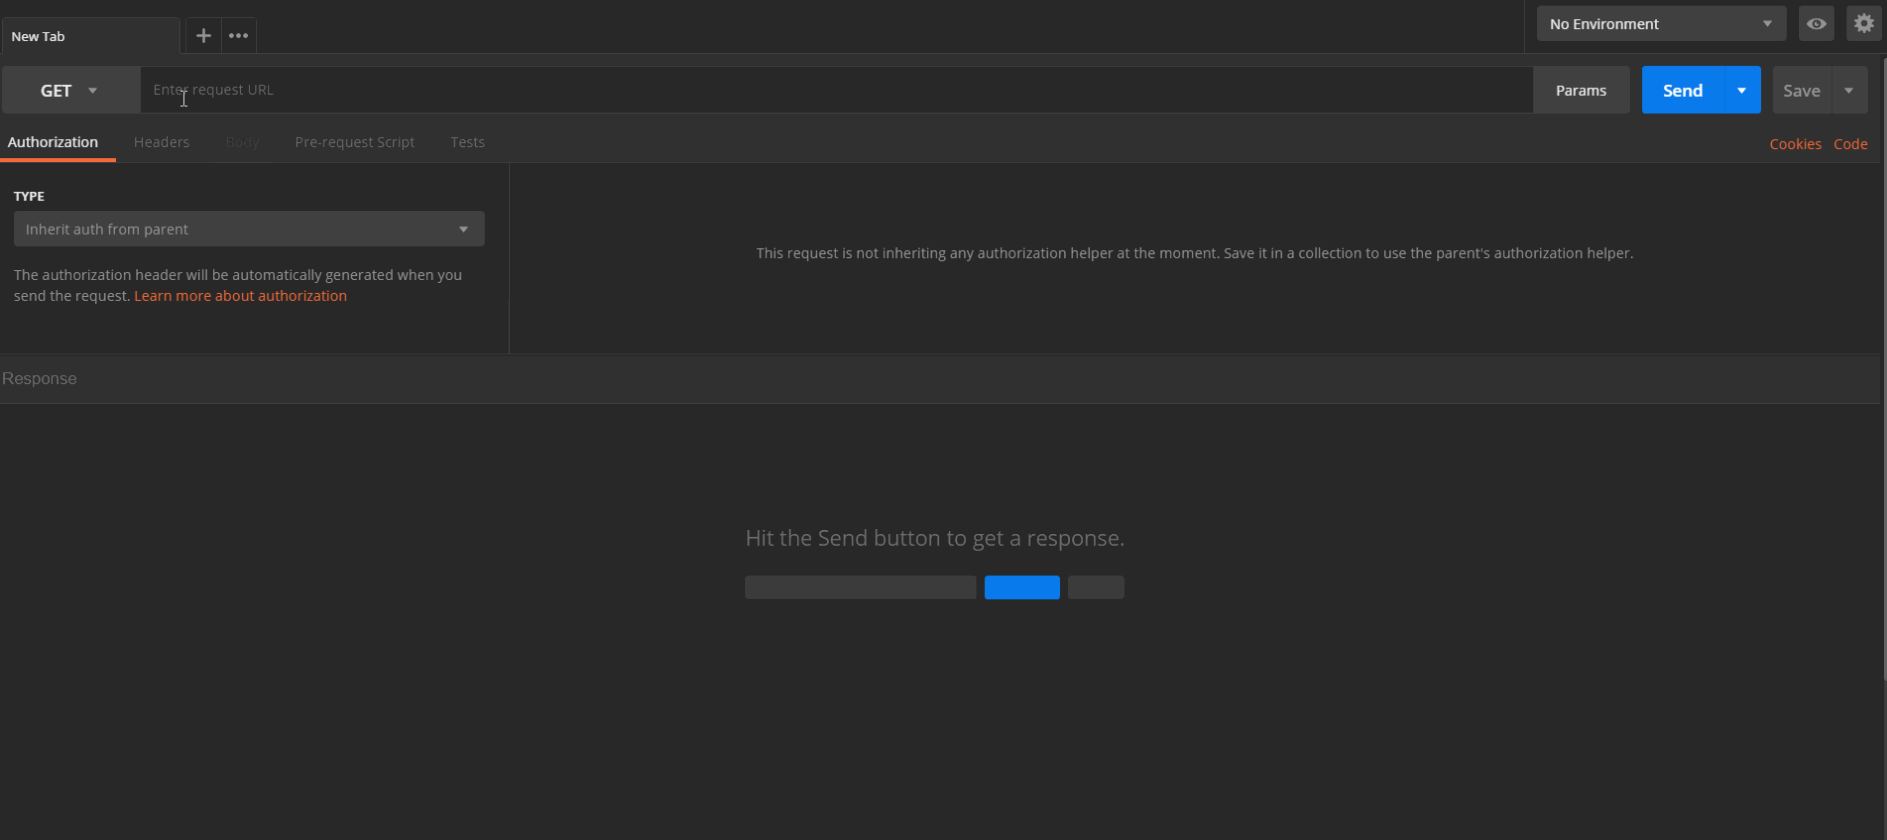 New Tab
No Environment
GET
Enter request URL
Params
Send
Save
Authorization
Headers
Body
Pre-request Script
Tests
Cookies
Code
TYPE
Inherit auth from parent
The authorization header will be automatically generated when you
send the request. Learn more about authorization
This request is not inheriting any authorization helper at the moment. Save it in a collection to use the parent's authorization helper.
Response
Hit the Send button to get a response.